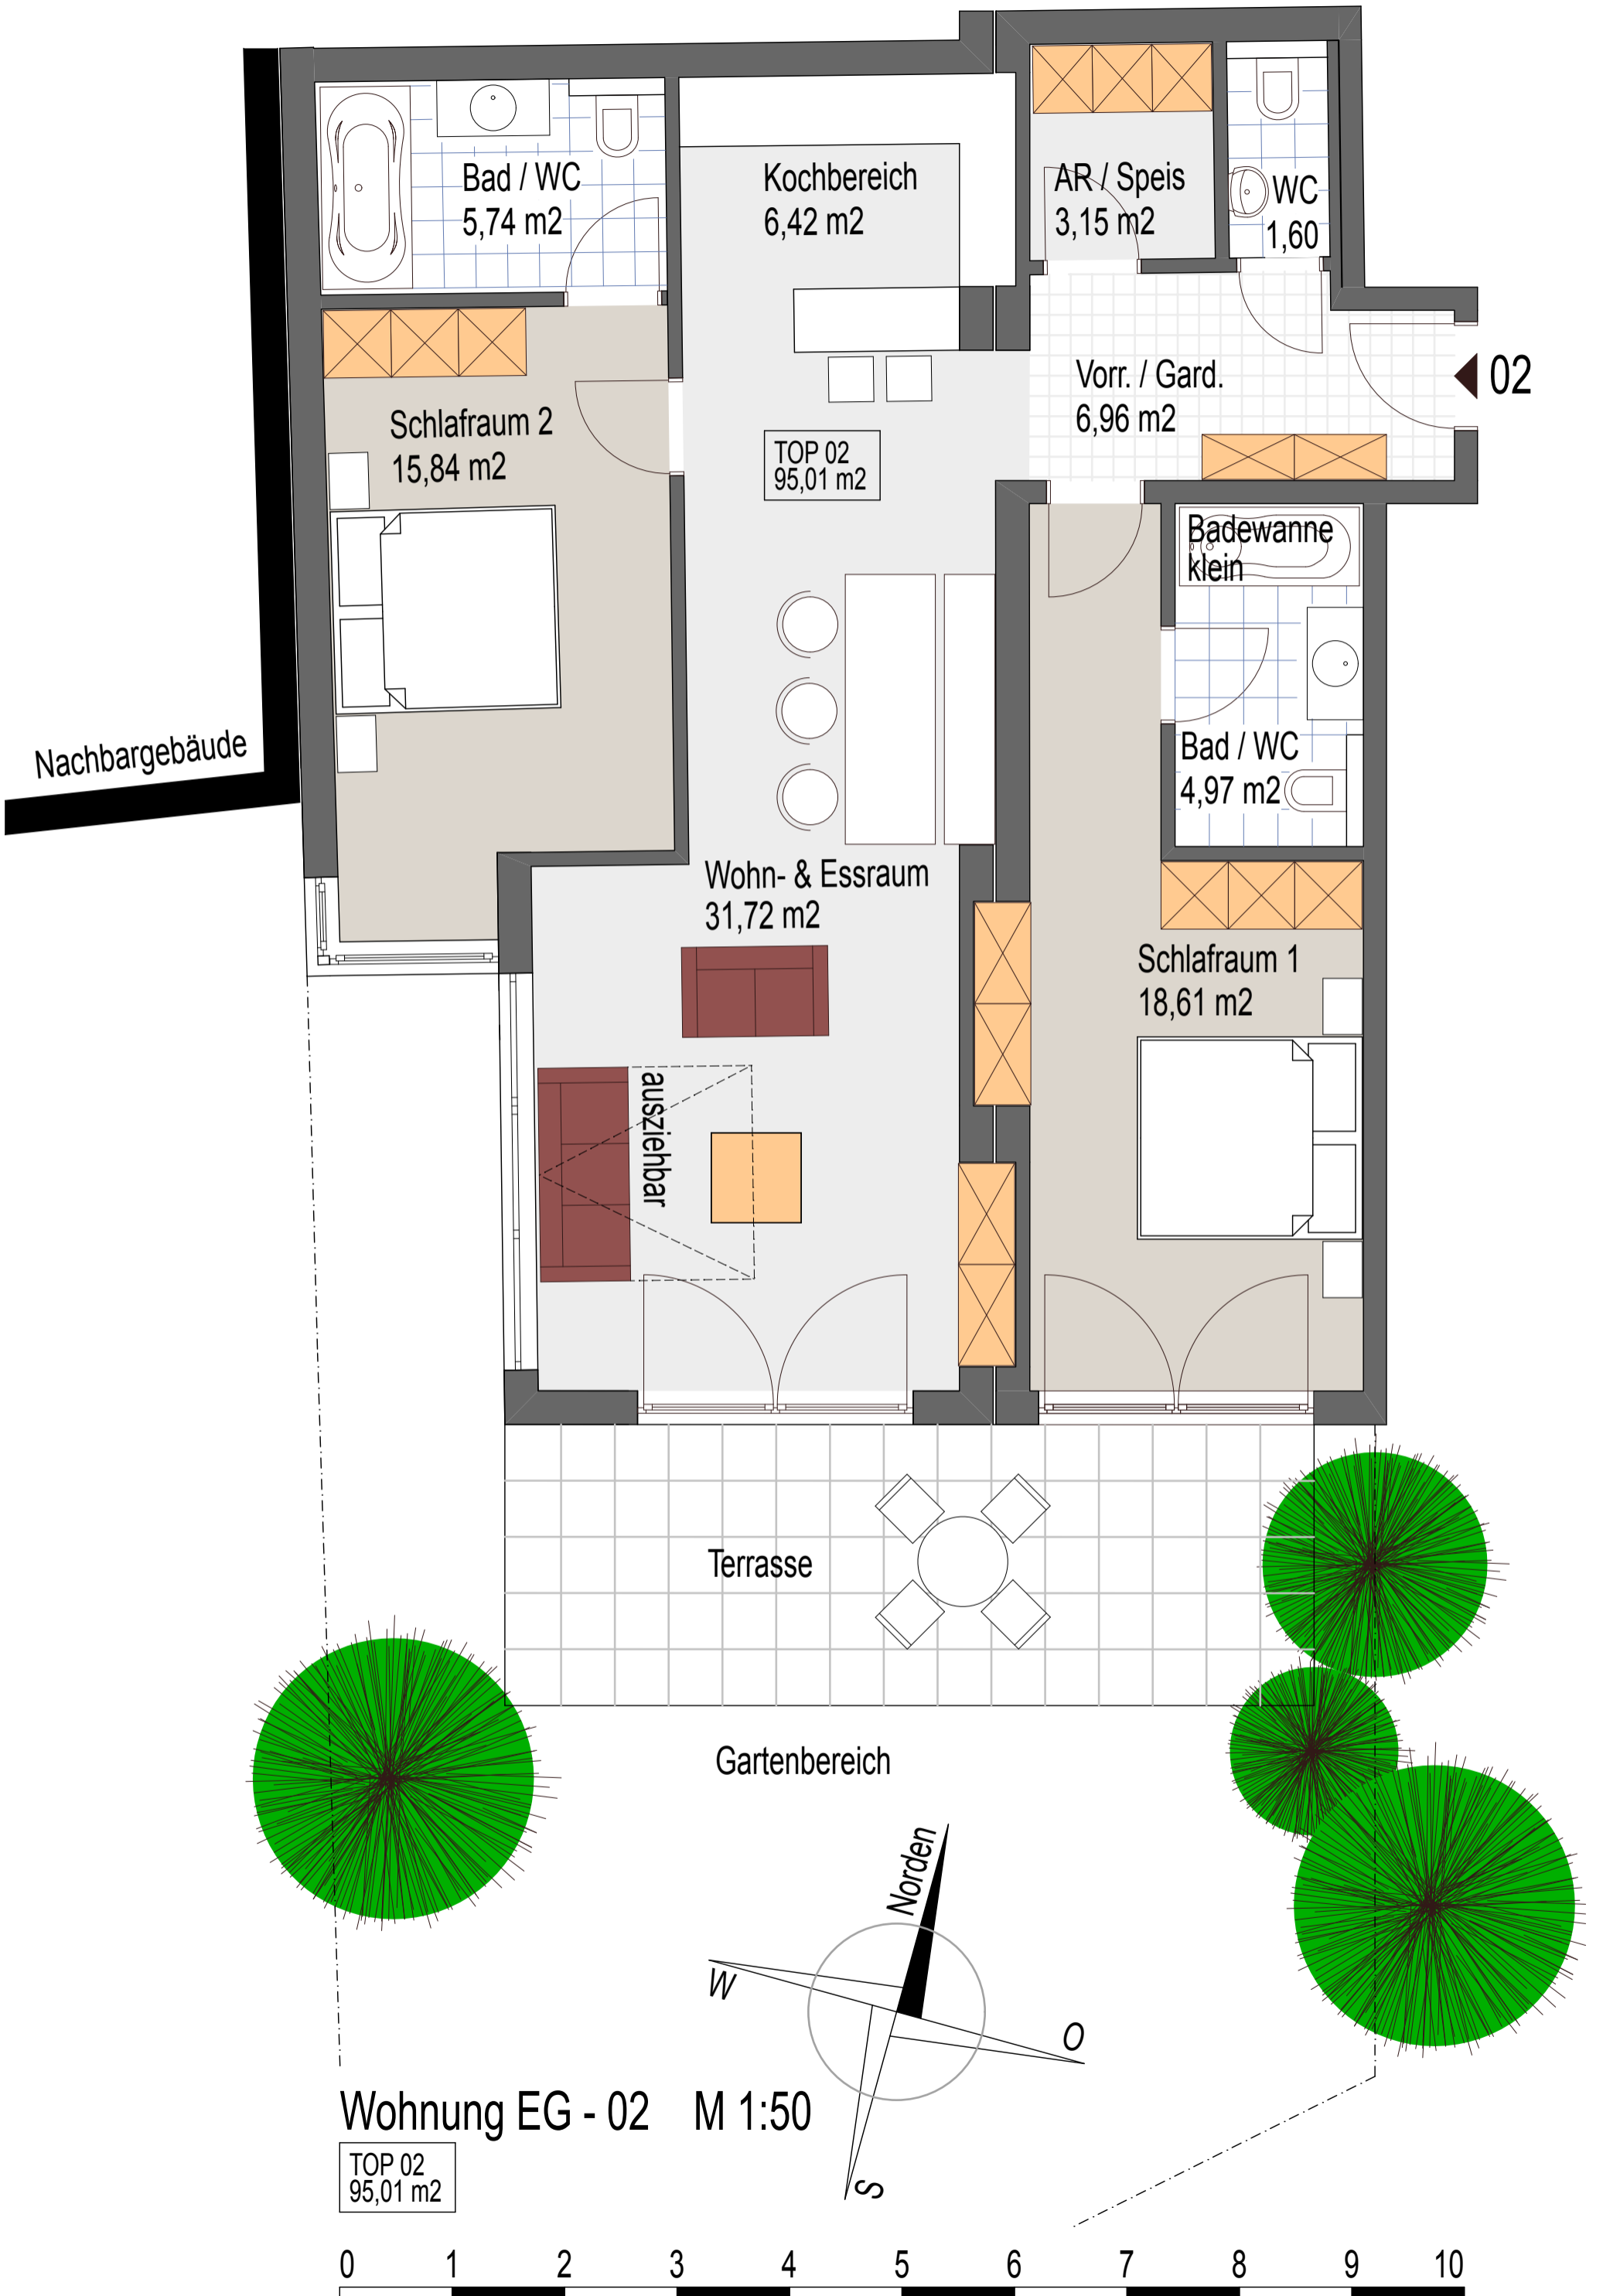 Bad / WC
5,74 m2
Kochbereich
6,42 m2
AR / Speis
3,15 m2
WC
1,60
Vorr. / Gard.
6,96 m2
02
Schlafraum 2
15,84 m2
TOP 02
95,01 m2
Badewanne
klein
Nachbargebäude
Bad / WC
4,97 m2
Wohn- & Essraum
31,72 m2
Schlafraum 1
18,61 m2
ausziehbar
Terrasse
Gartenbereich
Norden
W
O
S
Wohnung EG - 02 M 1:50
TOP 02
95,01 m2
0 1 2 3 4 5 6 7 8 9 10